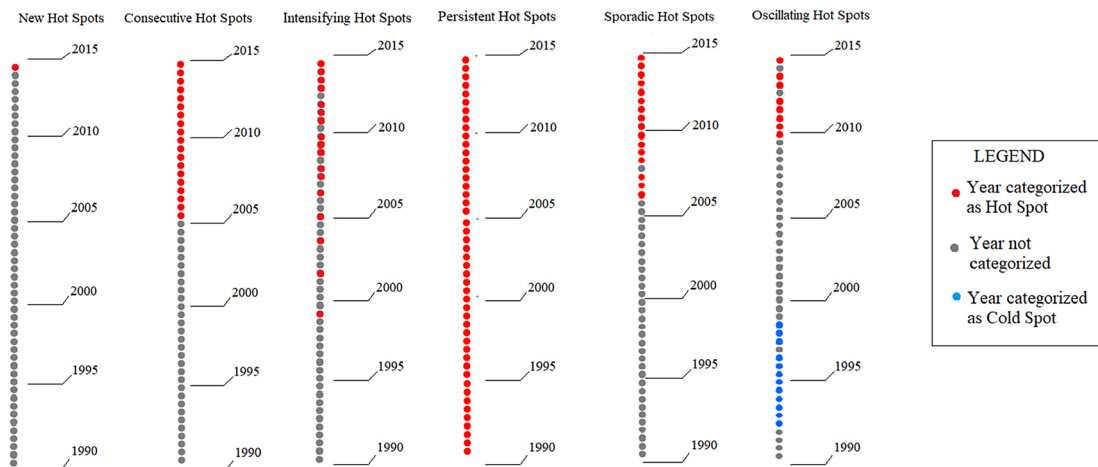 New Hot Spots
Consecutive Hot Spots
Intensifying Hot Spots
Persistent Hot Spots
Sporadic Hot Spots
Oscillating Hot Spots
2015
2010
2005
2000
1995
1990
2015
2010
2005
2000
1995
1990
2015
2010
2005
2000
1995
1990
2015
2010
2005
2000
1995
1990
2015
2010
2005
2000
1995
1990
2015
2010
2005
2000
1995
1990
LEGEND
Year categorized
as Hot Spot
Year not
categorized
Year categorized
as Cold Spot